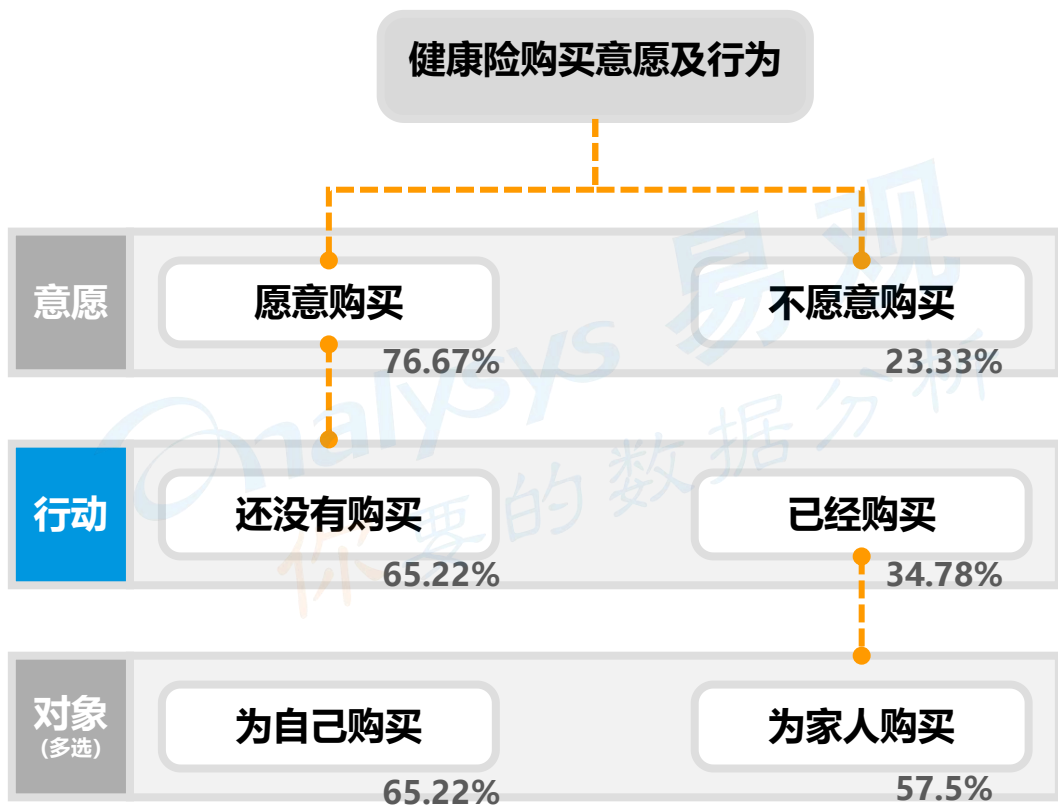 健康险购买意愿及行为
意愿
愿意购买
不愿意购买
76.67%
23.33%
行动
还没有购买
已经购买
65.22%
34.78%
对象
(多选)
为自己购买
为家人购买
65.22%
57.5%
nalysys 易观
你要的数据分析